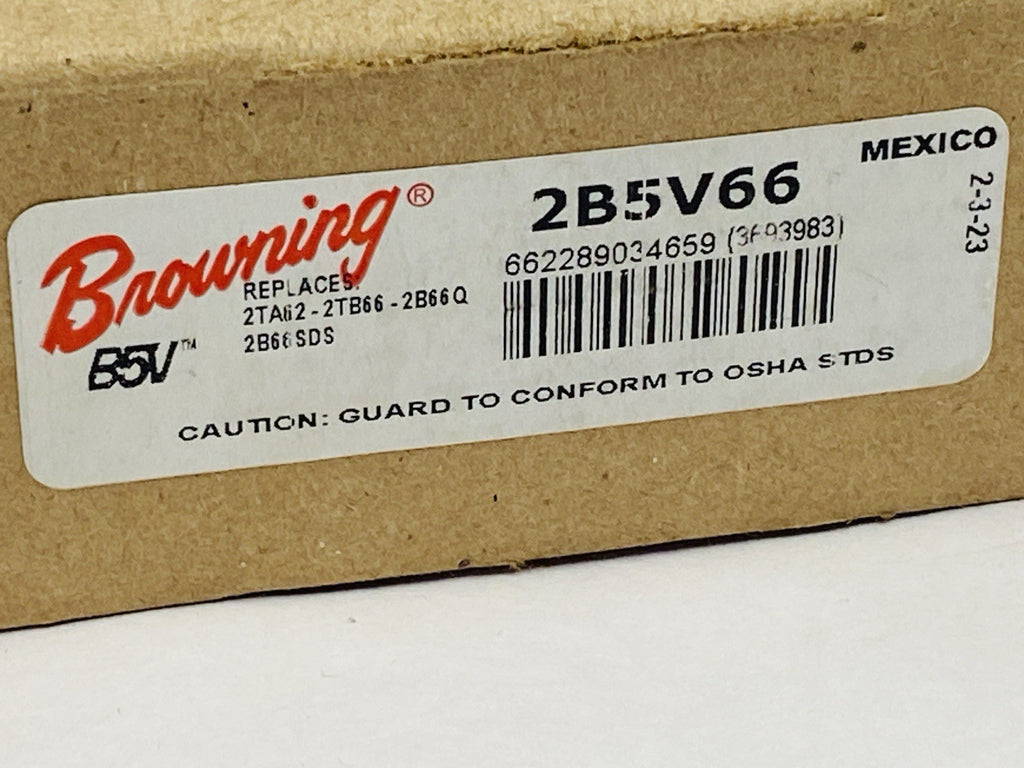 MEXICO
2-3-23
Browning®
2B5V66
662289034659 (3693983)
REPLACES:
2TA62 - 2TB66 - 2B66Q
2B66SDS
B5V™
CAUTION: GUARD TO CONFORM TO OSHA STDS